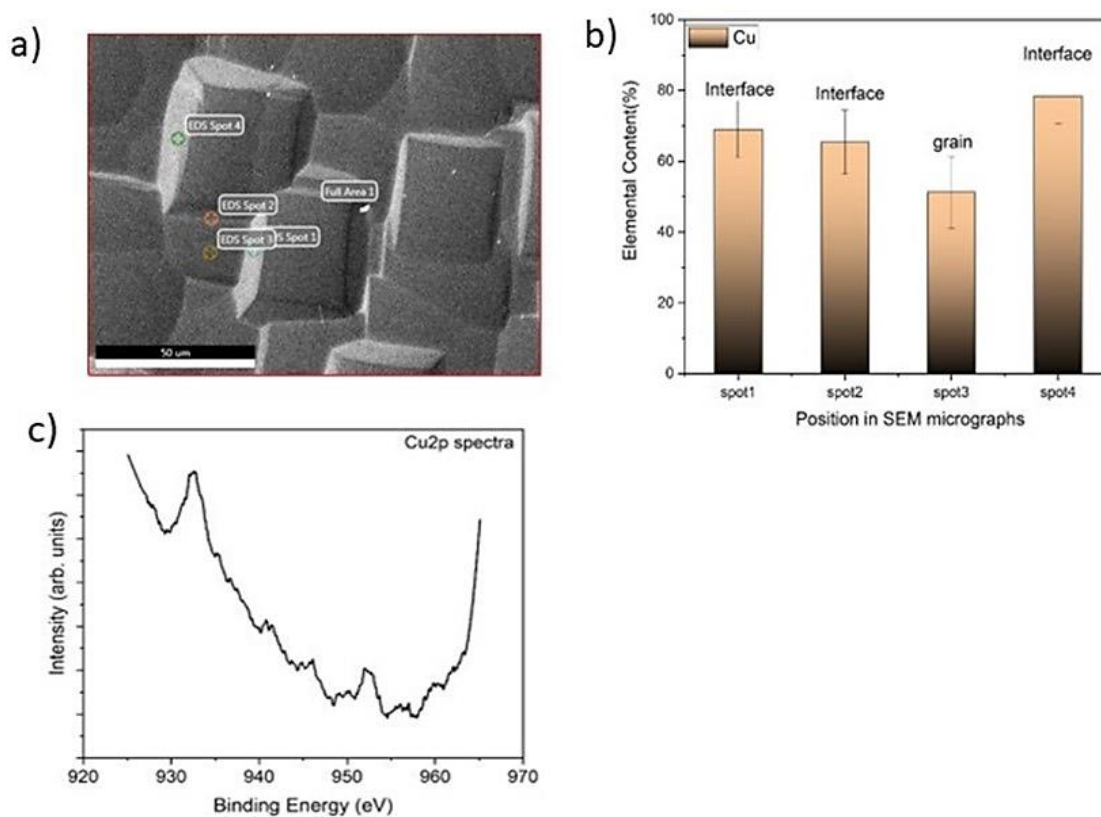 a)
EDS Spot 4
EDS Spot 2
Full Area 1
EDS Spot 3
S Spot 1
50 um
b)
Cu
Interface
Interface
grain
Interface
100
80
60
40
20
0
Elemental Content(%)
spot1 spot2 spot3 spot4
Position in SEM micrographs
c)
Cu2p spectra
Intensity (arb. units)
920 930 940 950 960 970
Binding Energy (eV)